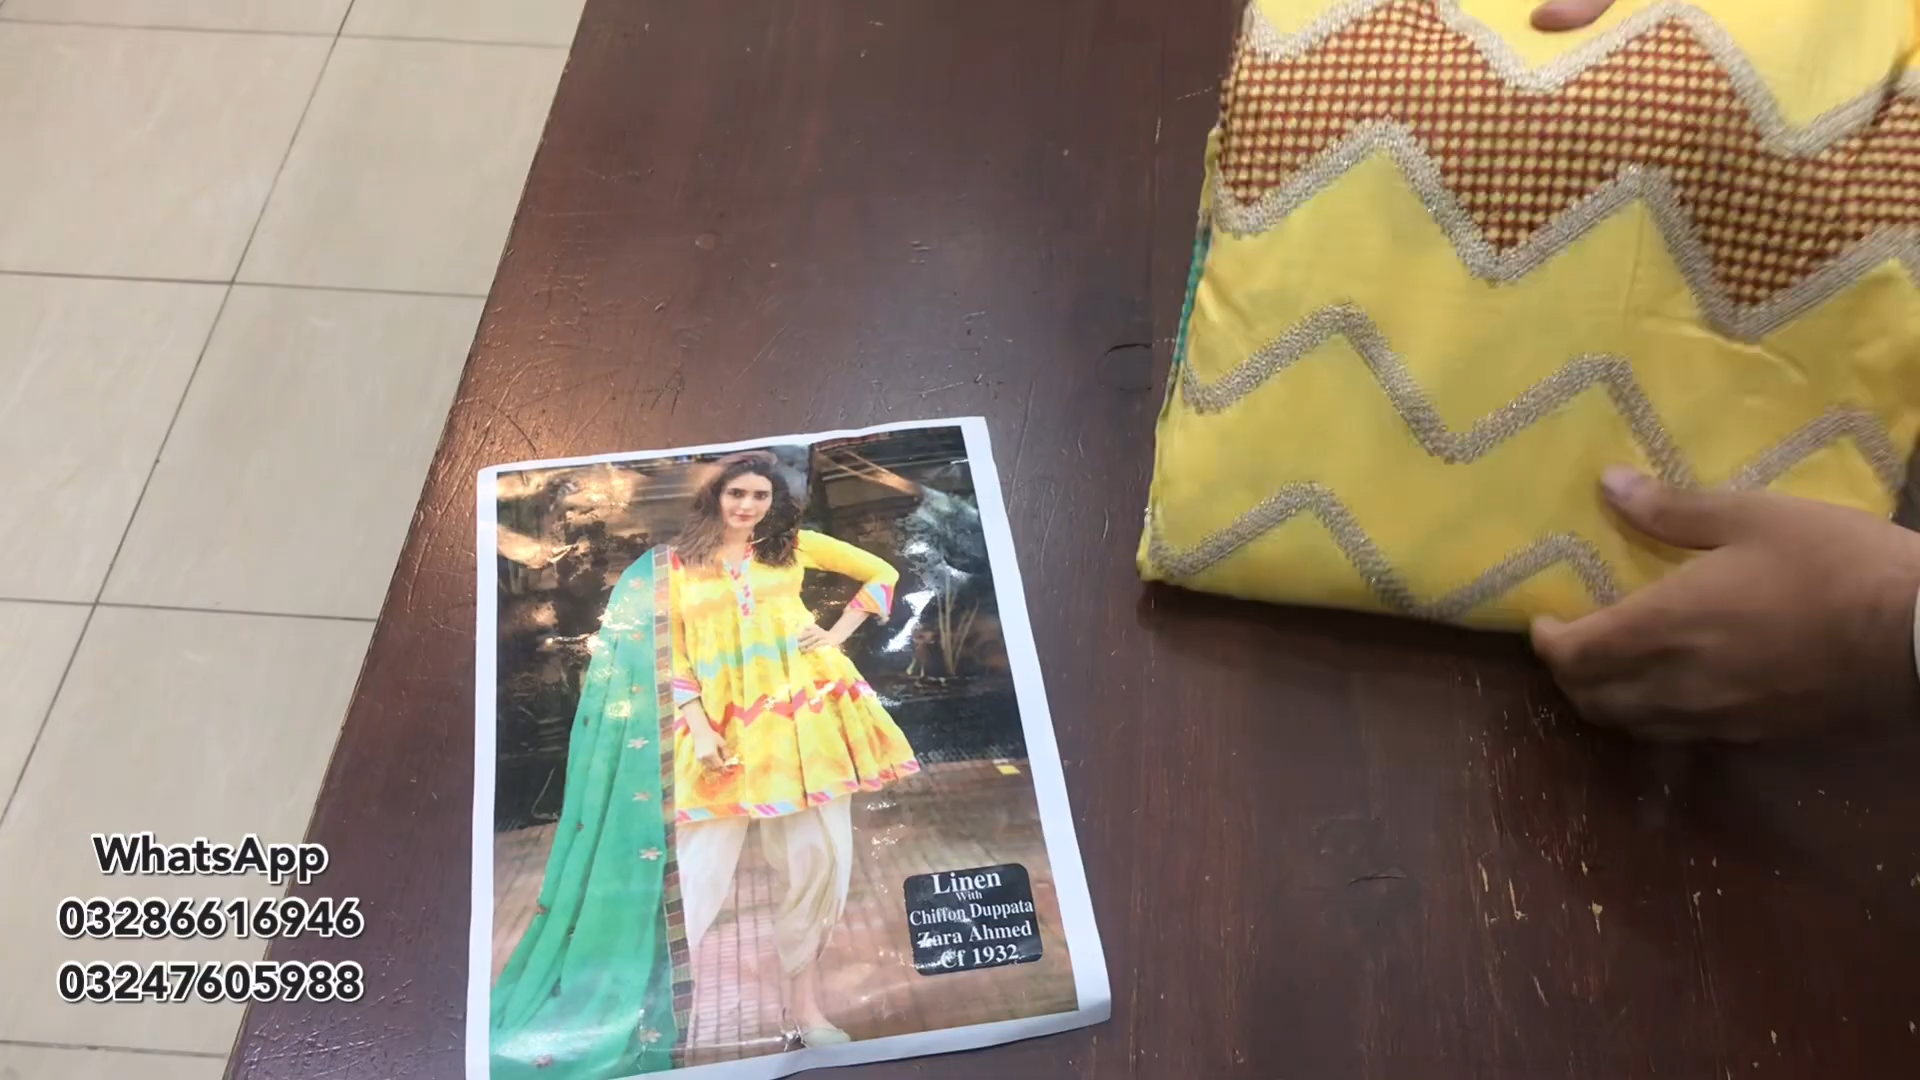 WhatsApp
03286616946
03247605988
Linen
With
Chiffon Duppata
Zara Ahmed
Cf 1932